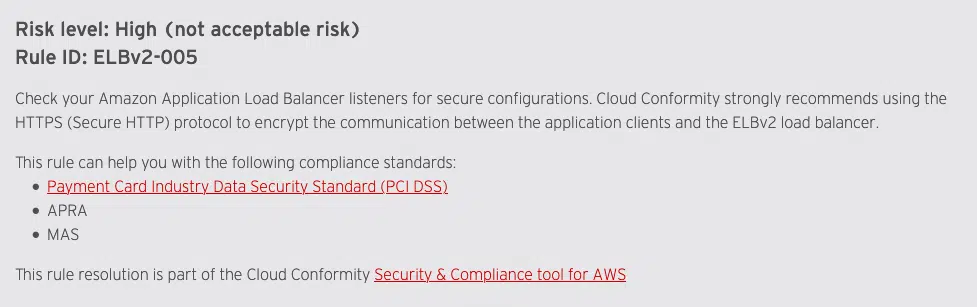 Risk level: High (not acceptable risk)
Rule ID: ELBv2-005
Check your Amazon Application Load Balancer listeners for secure configurations. Cloud Conformity strongly recommends using the
HTTPS (Secure HTTP) protocol to encrypt the communication between the application clients and the ELBv2 load balancer.
This rule can help you with the following compliance standards:
• Payment Card Industry Data Security Standard (PCI DSS)
• APRA
• MAS
This rule resolution is part of the Cloud Conformity Security & Compliance tool for AWS